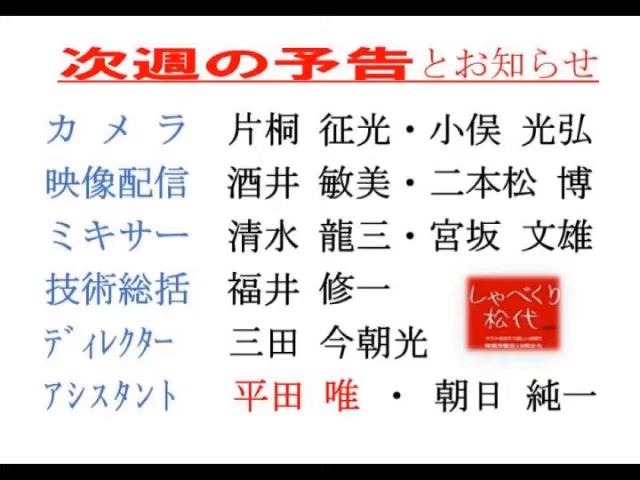 次週の予告とお知らせ
カメラ 片桐 征光・小俣 光弘
映像配信 酒井 敏美・二本松 博
ミキサー 清水 龍三・宮坂 文雄
技術総括 福井 修一
ﾃﾞｨﾚｸﾀｰ 三田 今朝光
ｱｼｽﾀﾝﾄ 平田 唯・朝日 純一
しゃべくり
松代